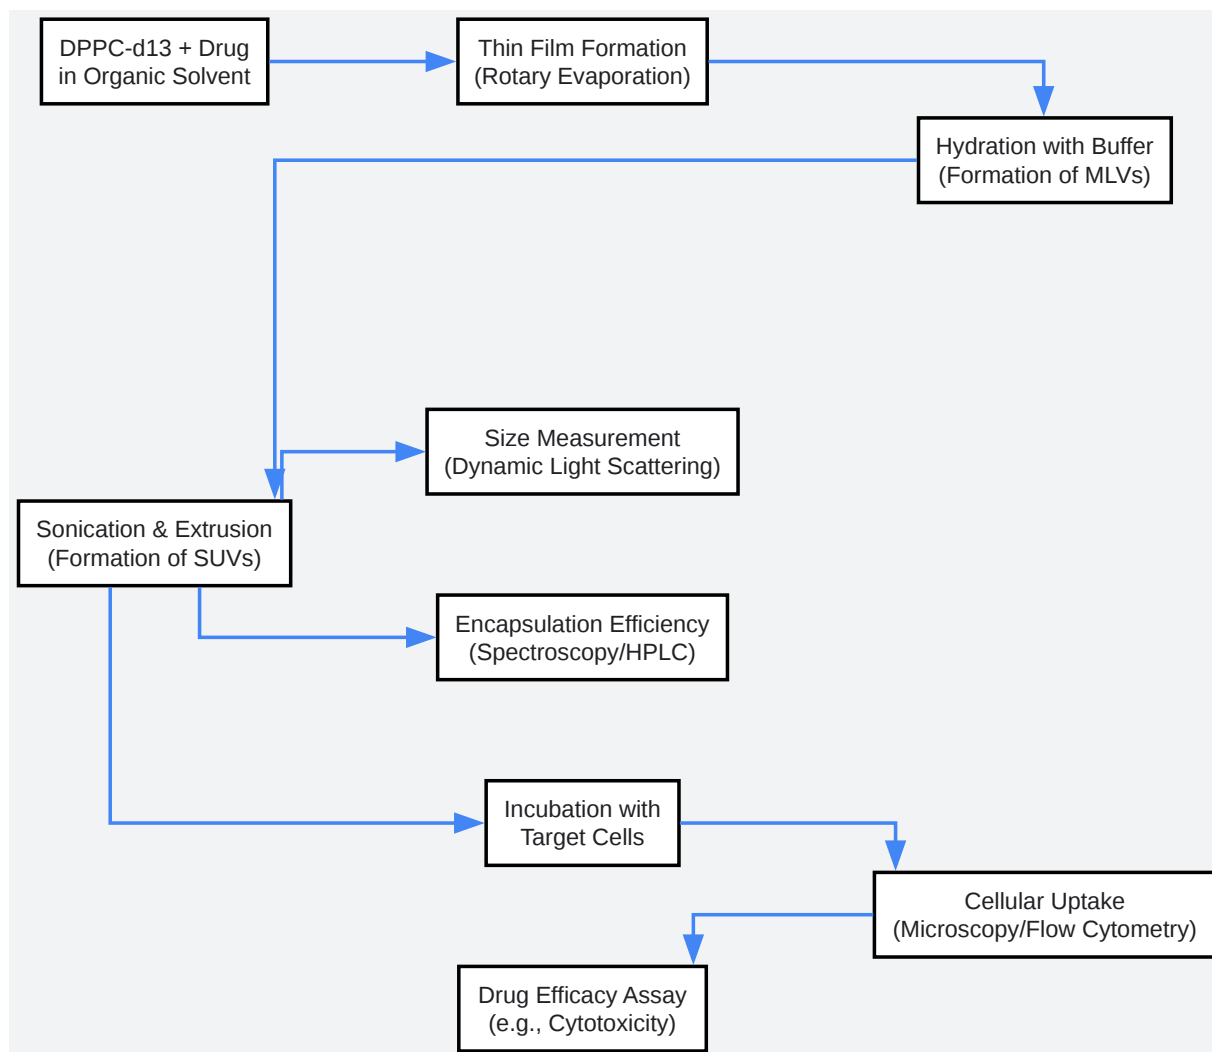 DPPC-d13 + Drug
in Organic Solvent
Thin Film Formation
(Rotary Evaporation)
Hydration with Buffer
(Formation of MLVs)
Size Measurement
(Dynamic Light Scattering)
Sonication & Extrusion
(Formation of SUVs)
Encapsulation Efficiency
(Spectroscopy/HPLC)
Incubation with
Target Cells
Cellular Uptake
(Microscopy/Flow Cytometry)
Drug Efficacy Assay
(e.g., Cytotoxicity)